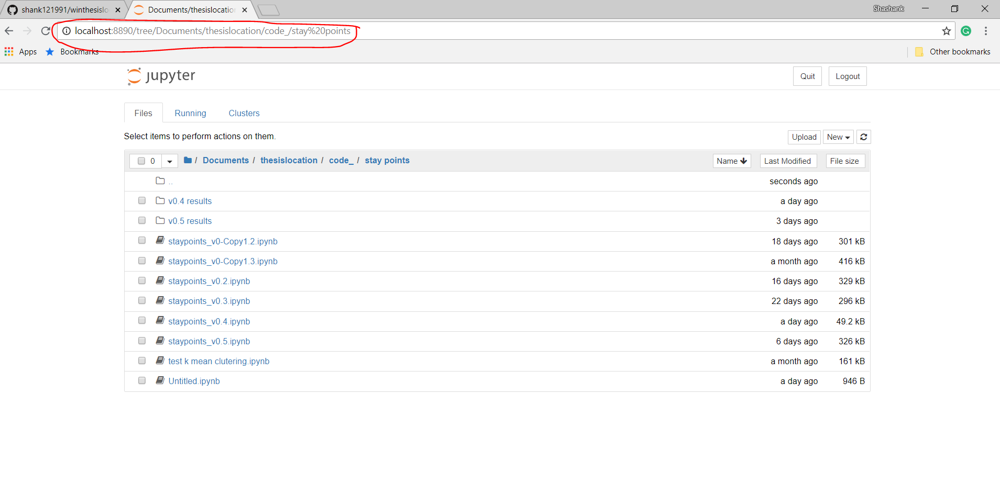 shank121991/winthesislo
Documents/thesislocation
Shashank
localhost:8890/tree/Documents/thesislocation/code_/stay%20points
G
Apps Bookmarks Other bookmarks
jupyter
Quit Logout
Files Running Clusters
Select items to perform actions on them.
Upload New
0 / Documents / thesislocation / code_ / stay points Name Last Modified File size
.. seconds ago
v0.4 results a day ago
v0.5 results 3 days ago
staypoints_v0-Copy1.2.ipynb 18 days ago 301 kB
staypoints_v0-Copy1.3.ipynb a month ago 416 kB
staypoints_v0.2.ipynb 16 days ago 329 kB
staypoints_v0.3.ipynb 22 days ago 296 kB
staypoints_v0.4.ipynb a day ago 49.2 kB
staypoints_v0.5.ipynb 6 days ago 326 kB
test k mean clutering.ipynb a month ago 161 kB
Untitled.ipynb a day ago 946 B